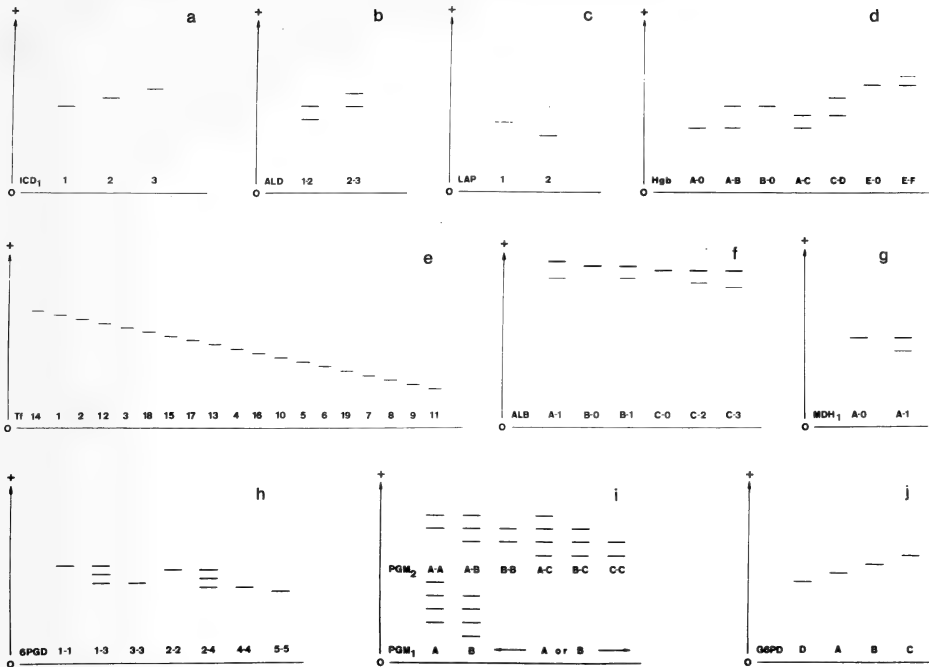 a
+
ICD1 1 2 3
O
b
+
ALD 1-2 2-3
O
c
+
LAP 1 2
O
d
+
Hgb A-O A-B B-O A-C C-D E-O E-F
O
e
+
Tf 14 1 2 12 3 18 15 17 13 4 16 10 5 6 19 7 8 9 11
O
f
+
ALB A-1 B-0 B-1 C-0 C-2 C-3
O
g
+
MDH1 A-0 A-1
O
h
+
6PGD 1-1 1-3 3-3 2-2 2-4 4-4 5-5
O
i
+
PGM2 A-A A-B B-B A-C B-C C-C
PGM1 A B ← A or B →
O
j
+
G6PD D A B C
O